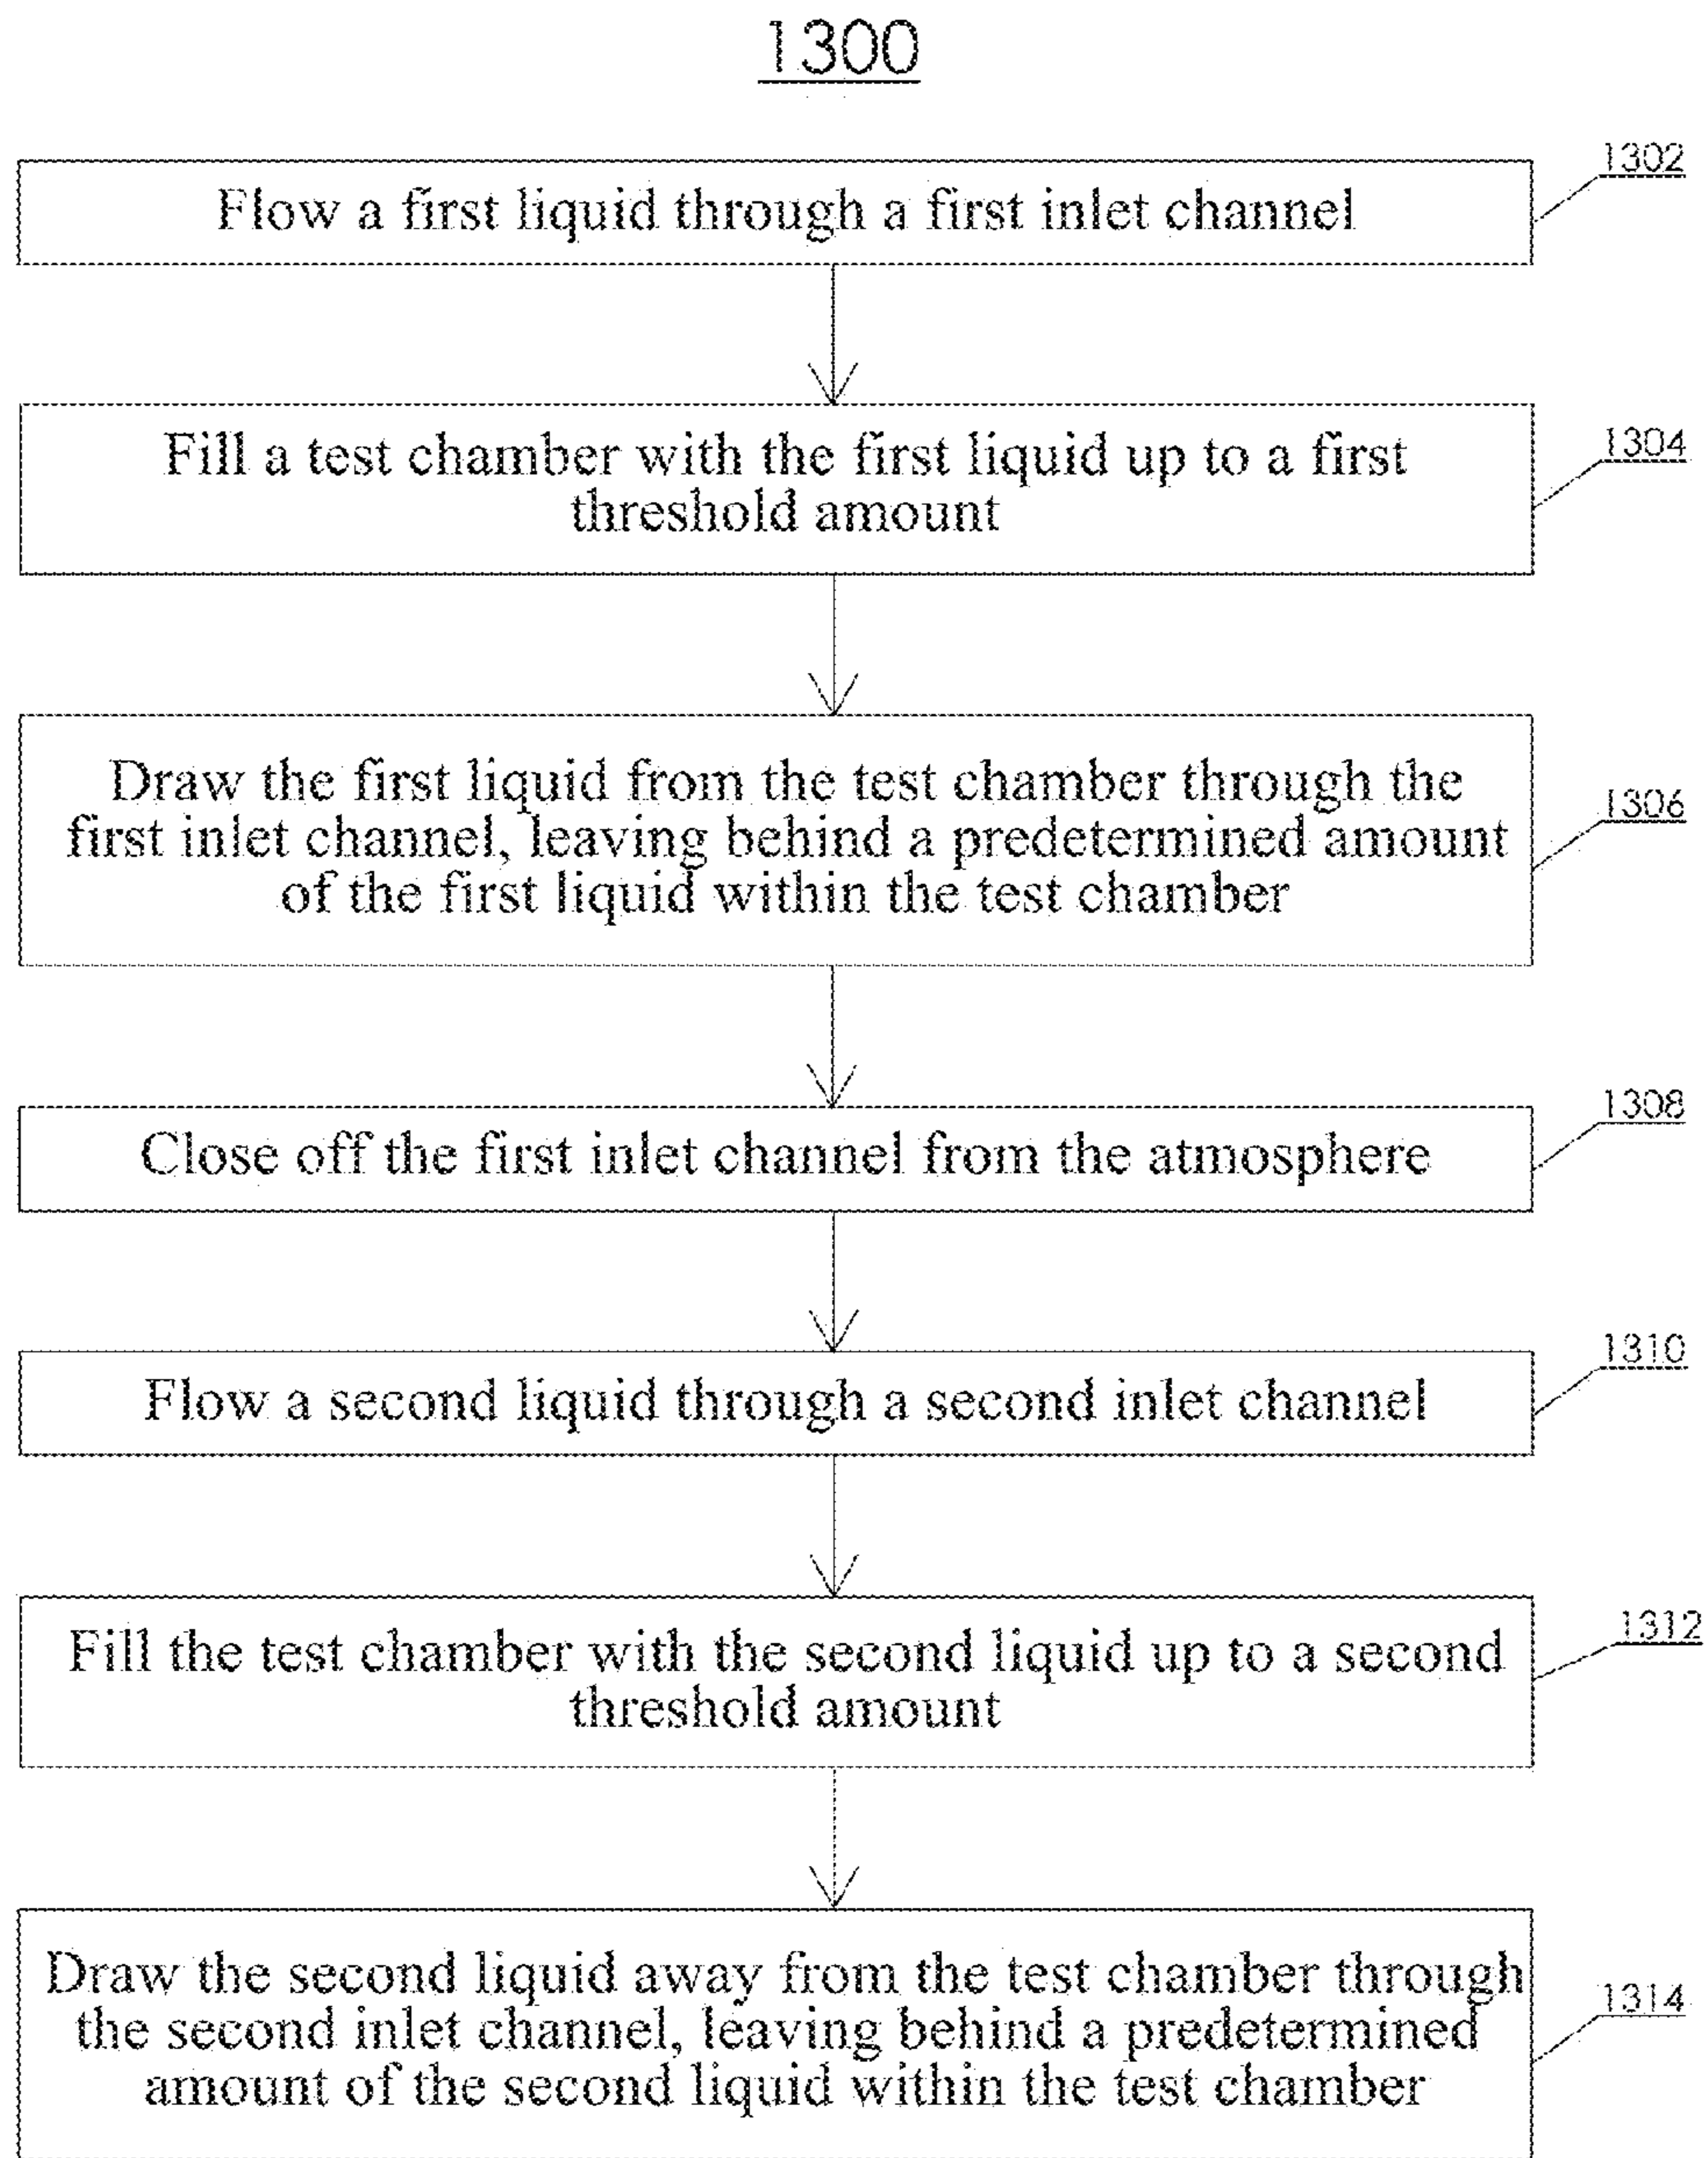 1300
1302
Flow a first liquid through a first inlet channel
1304
Fill a test chamber with the first liquid up to a first
threshold amount
1306
Draw the first liquid from the test chamber through the
first inlet channel, leaving behind a predetermined amount
of the first liquid within the test chamber
1308
Close off the first inlet channel from the atmosphere
1310
Flow a second liquid through a second inlet channel
1312
Fill the test chamber with the second liquid up to a second
threshold amount
1314
Draw the second liquid away from the test chamber through
the second inlet channel, leaving behind a predetermined
amount of the second liquid within the test chamber